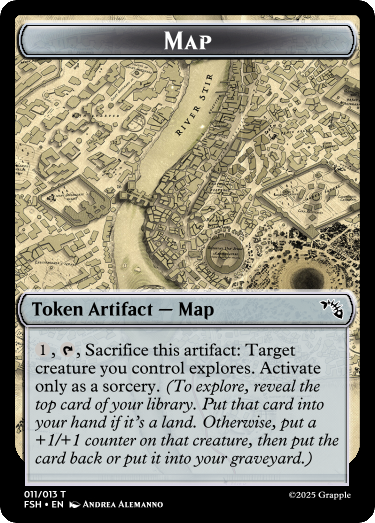 MAP
RIVER STIR
Token Artifact — Map
1, T, Sacrifice this artifact: Target
creature you control explores. Activate
only as a sorcery. (To explore, reveal the
top card of your library. Put that card into
your hand if it's a land. Otherwise, put a
+1/+1 counter on that creature, then put the
card back or put it into your graveyard.)
011/013 T
FSH • EN ANDREA ALEMANNO
©2025 Grapple